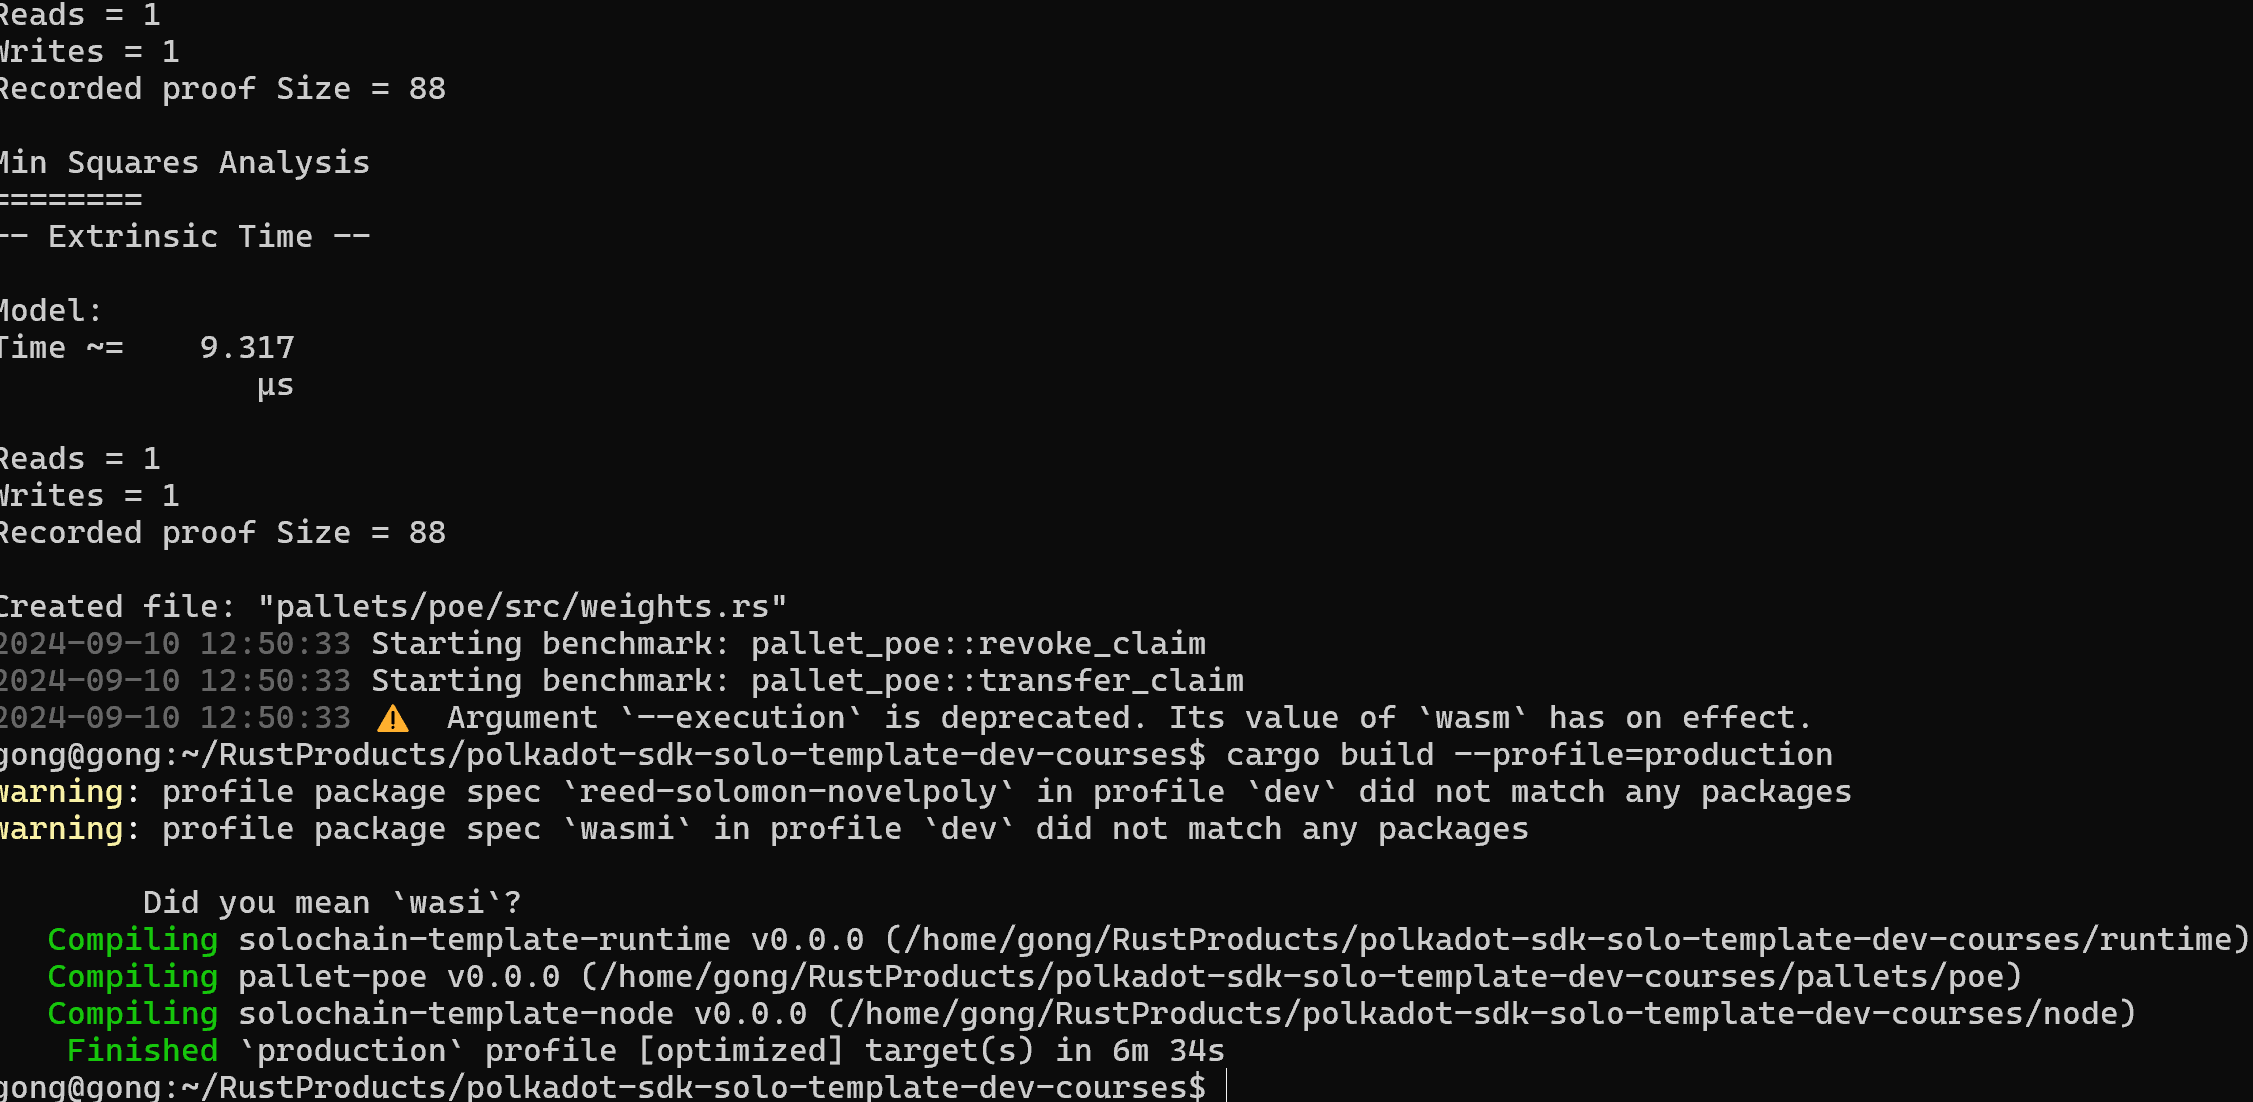 Reads = 1
Writes = 1
Recorded proof Size = 88
Min Squares Analysis
========
-- Extrinsic Time --
Model:
Time ~=    9.317
µs
Reads = 1
Writes = 1
Recorded proof Size = 88
Created file: "pallets/poe/src/weights.rs"
2024-09-10 12:50:33 Starting benchmark: pallet_poe::revoke_claim
2024-09-10 12:50:33 Starting benchmark: pallet_poe::transfer_claim
2024-09-10 12:50:33 ⚠️  Argument `--execution` is deprecated. Its value of `wasm` has on effect.
gong@gong:~/RustProducts/polkadot-sdk-solo-template-dev-courses$ cargo build --profile=production
warning: profile package spec `reed-solomon-novelpoly` in profile `dev` did not match any packages
warning: profile package spec `wasmi` in profile `dev` did not match any packages
Did you mean `wasi`?
Compiling solochain-template-runtime v0.0.0 (/home/gong/RustProducts/polkadot-sdk-solo-template-dev-courses/runtime)
Compiling pallet-poe v0.0.0 (/home/gong/RustProducts/polkadot-sdk-solo-template-dev-courses/pallets/poe)
Compiling solochain-template-node v0.0.0 (/home/gong/RustProducts/polkadot-sdk-solo-template-dev-courses/node)
Finished `production` profile [optimized] target(s) in 6m 34s
gong@gong:~/RustProducts/polkadot-sdk-solo-template-dev-courses$